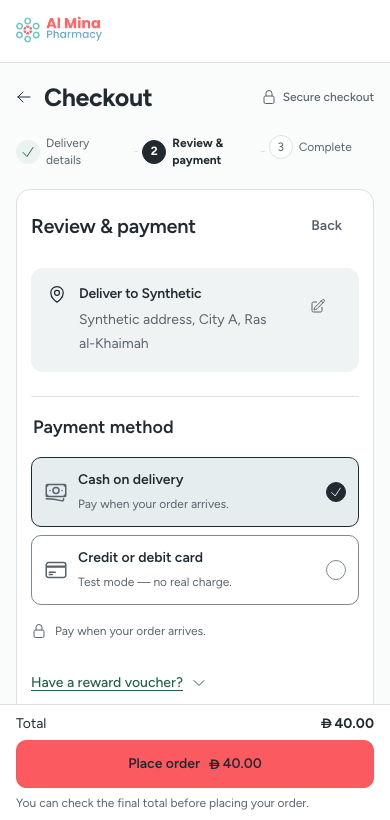 Al Mina
Pharmacy
Checkout
Secure checkout
Delivery
details
2
Review &
payment
3
Complete
Review & payment
Back
Deliver to Synthetic
Synthetic address, City A, Ras
al-Khaimah
Payment method
Cash on delivery
Pay when your order arrives.
Credit or debit card
Test mode — no real charge.
Pay when your order arrives.
Have a reward voucher?
Total
 40.00
Place order  40.00
You can check the final total before placing your order.